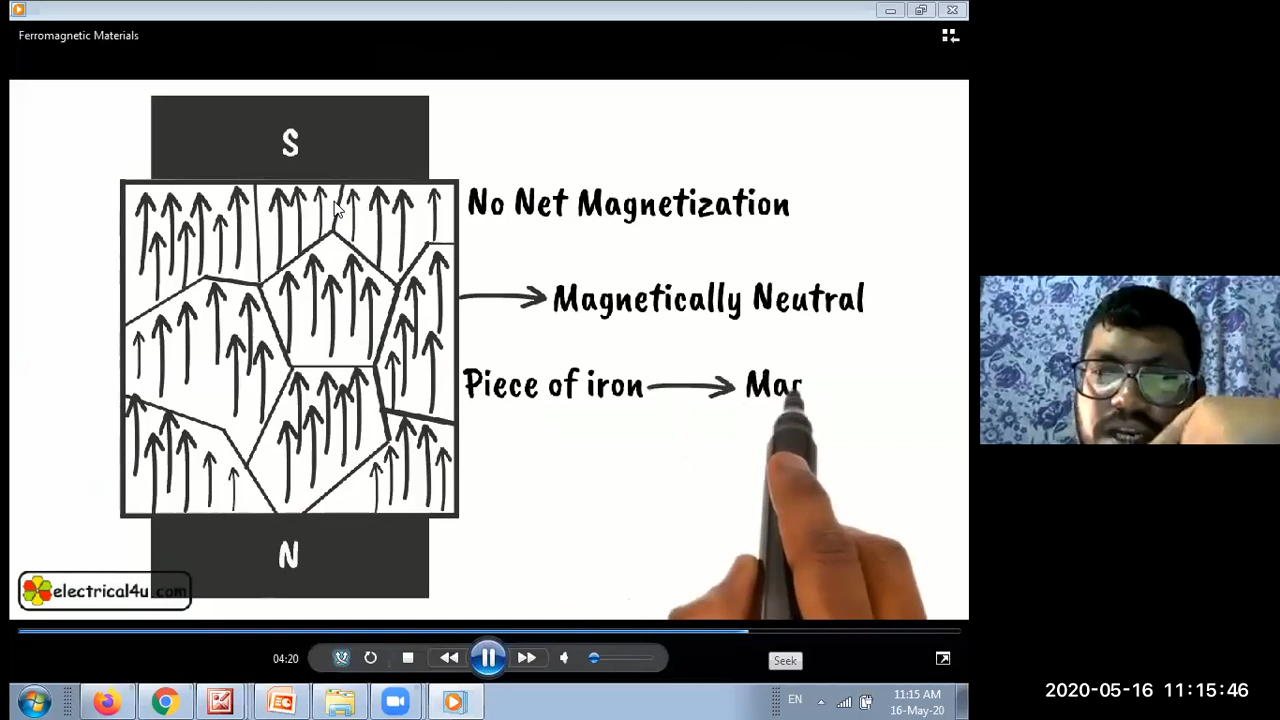 Ferromagnetic Materials
S
No Net Magnetization
Magnetically Neutral
Piece of iron
N
electrical4u.com
04:20
Seek
EN
11:15 AM
16-May-20
2020-05-16 11:15:46